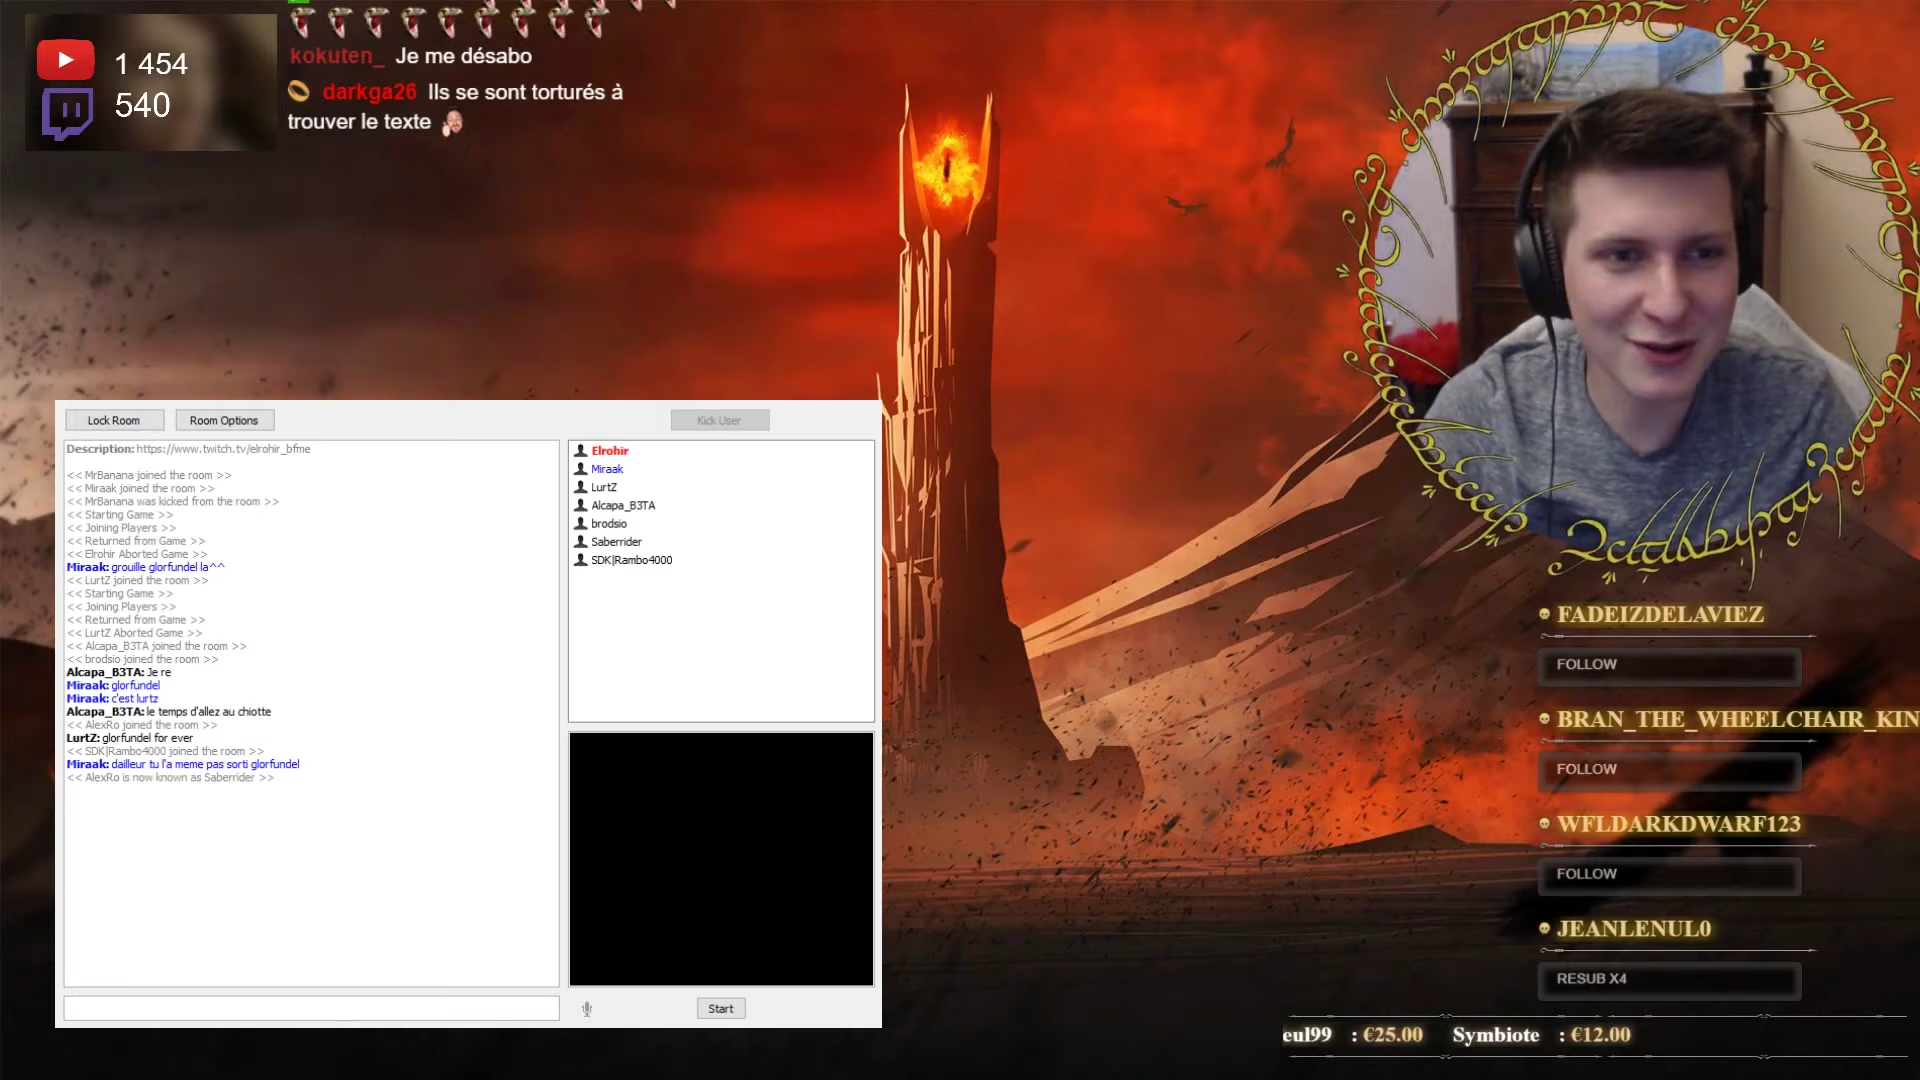 1 454
540
kokuten_ Je me désabo
darkga26 Ils se sont torturés à
trouver le texte
Lock Room
Room Options
Kick User
Description: https://www.twitch.tv/elrohir_bfme
<< MrBanana joined the room >>
<< Miraak joined the room >>
<< MrBanana was kicked from the room >>
<< Starting Game >>
<< Joining Players >>
<< Returned from Game >>
<< Elrohir Aborted Game >>
Miraak: grouille glorfundel la^^
<< LurtZ joined the room >>
<< Starting Game >>
<< Joining Players >>
<< Returned from Game >>
<< LurtZ Aborted Game >>
<< Alcapa_B3TA joined the room >>
<< brodsio joined the room >>
Alcapa_B3TA: Je re
Miraak: glorfundel
Miraak: c'est lurtz
Alcapa_B3TA: le temps d'allez au chiotte
<< AlexRo joined the room >>
LurtZ: glorfundel for ever
<< SDK|Rambo4000 joined the room >>
Miraak: dailleur tu l'a meme pas sorti glorfundel
<< AlexRo is now known as Saberrider >>
Elrohir
Miraak
LurtZ
Alcapa_B3TA
brodsio
Saberrider
SDK|Rambo4000
Start
FADEIZDELAVIEZ
FOLLOW
BRAN_THE_WHEELCHAIR_KIN
FOLLOW
WFLDARKDWARF123
FOLLOW
JEANLENUL0
RESUB X4
eul99 : €25.00 Symbiote : €12.00